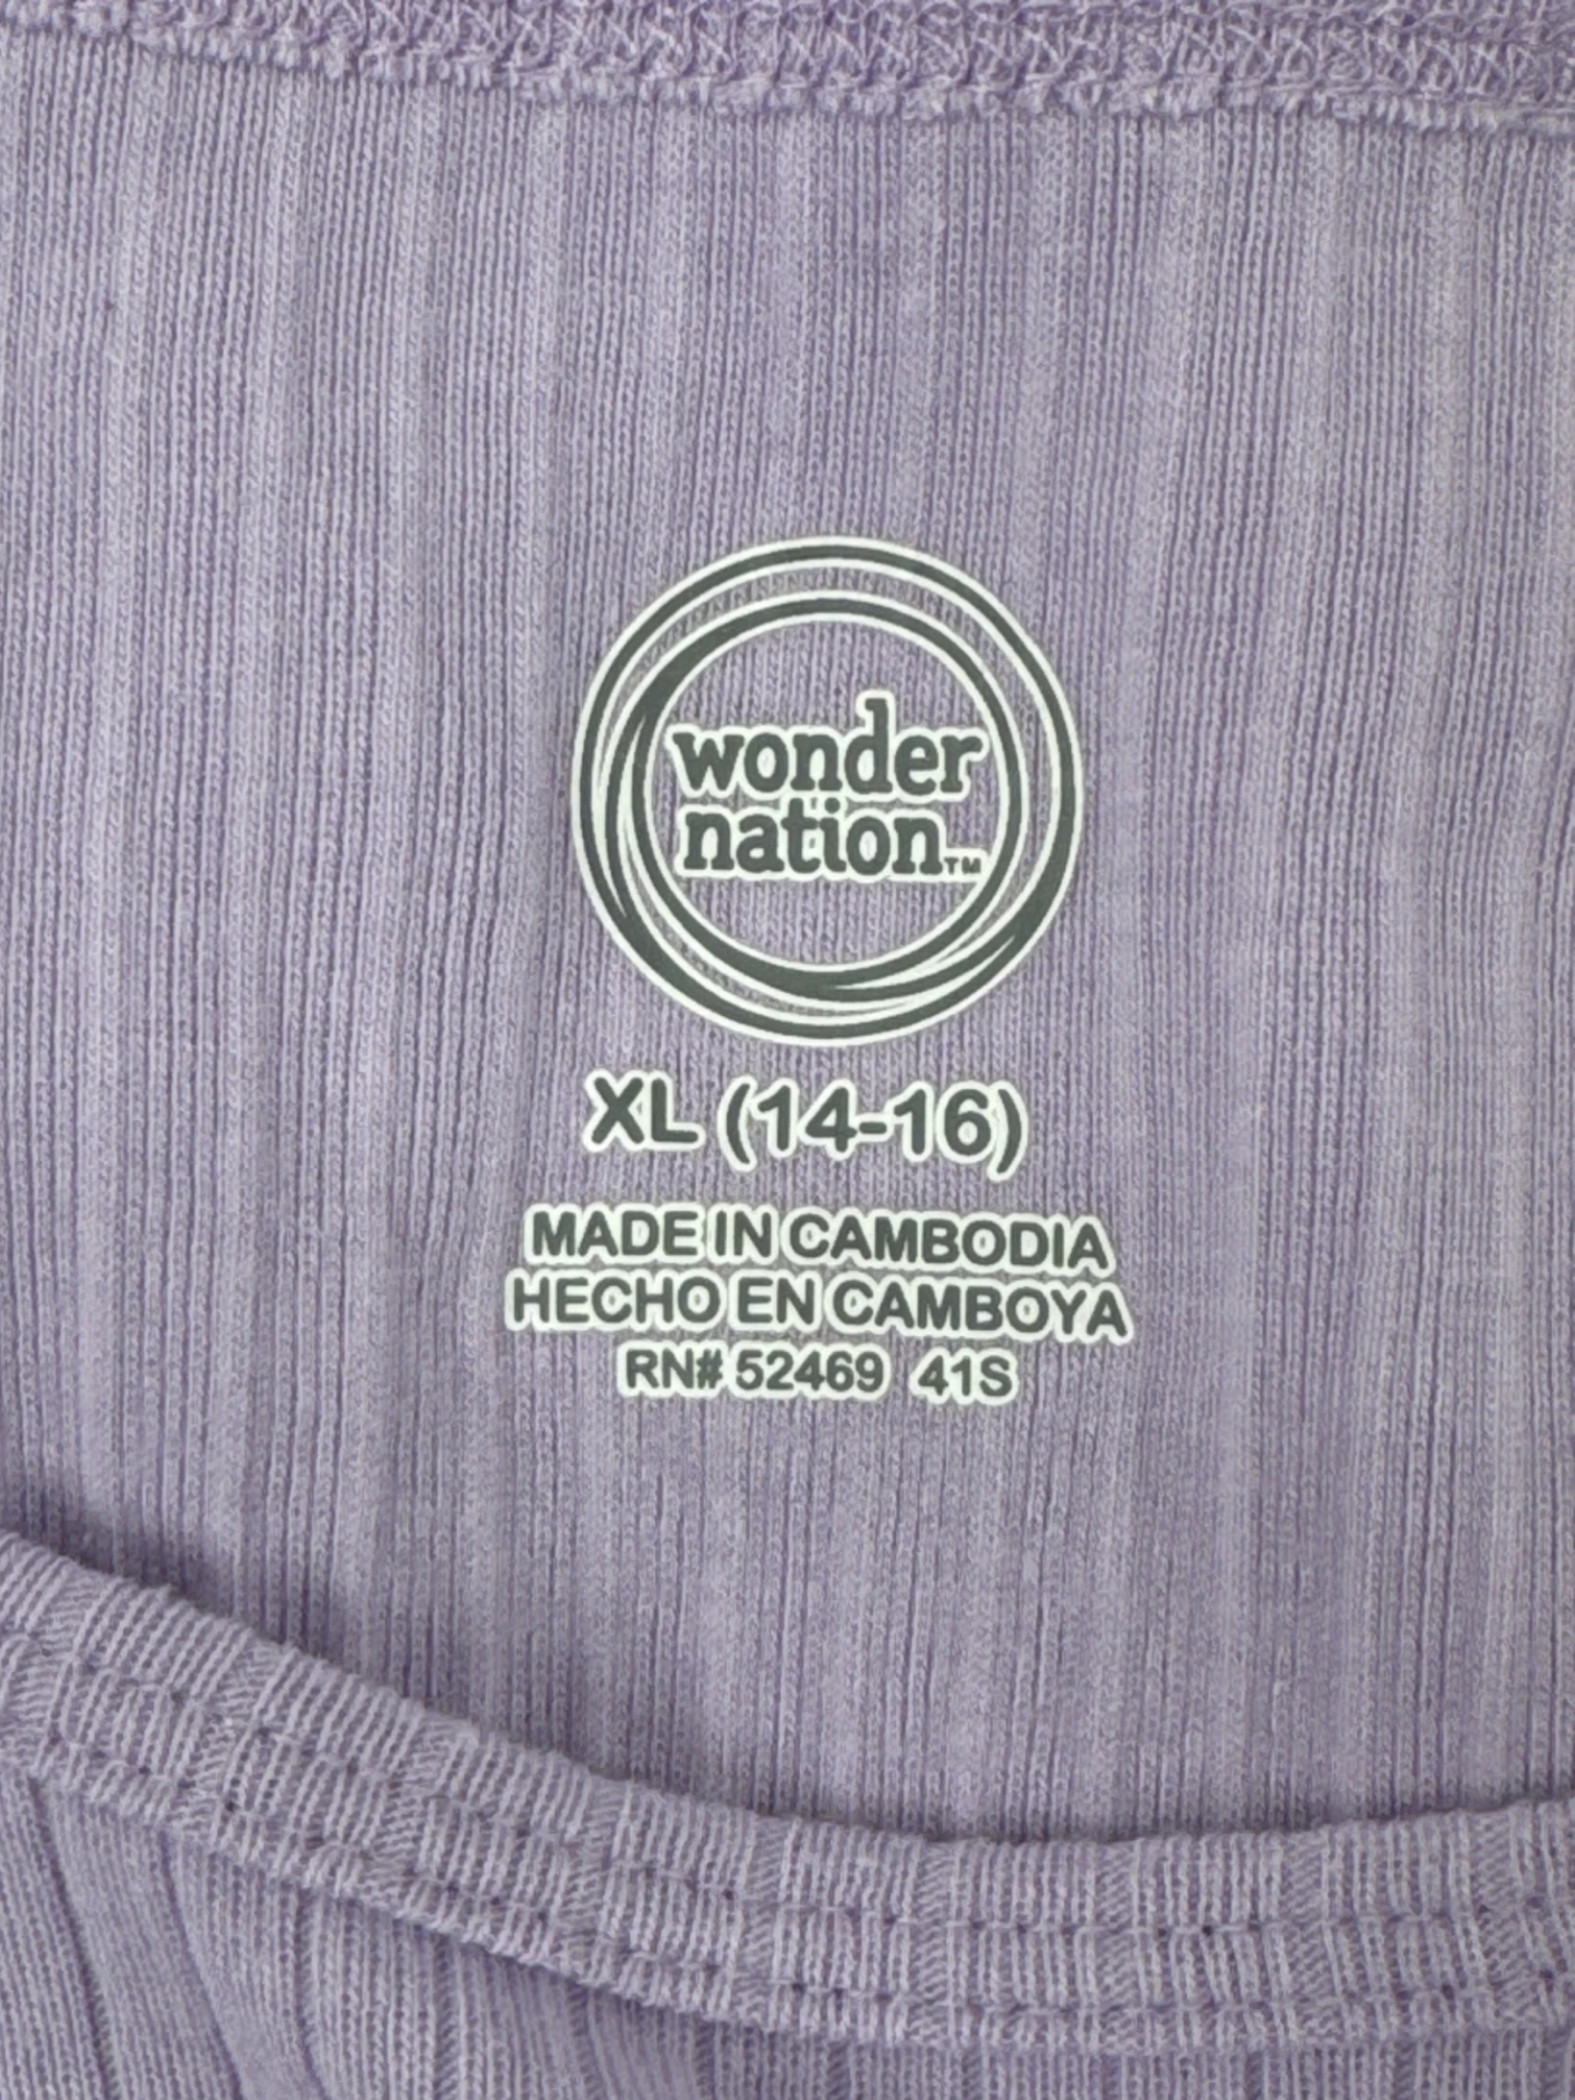 wonder
nation™
XL (14-16)
MADE IN CAMBODIA
HECHO EN CAMBOYA
RN# 52469 41S